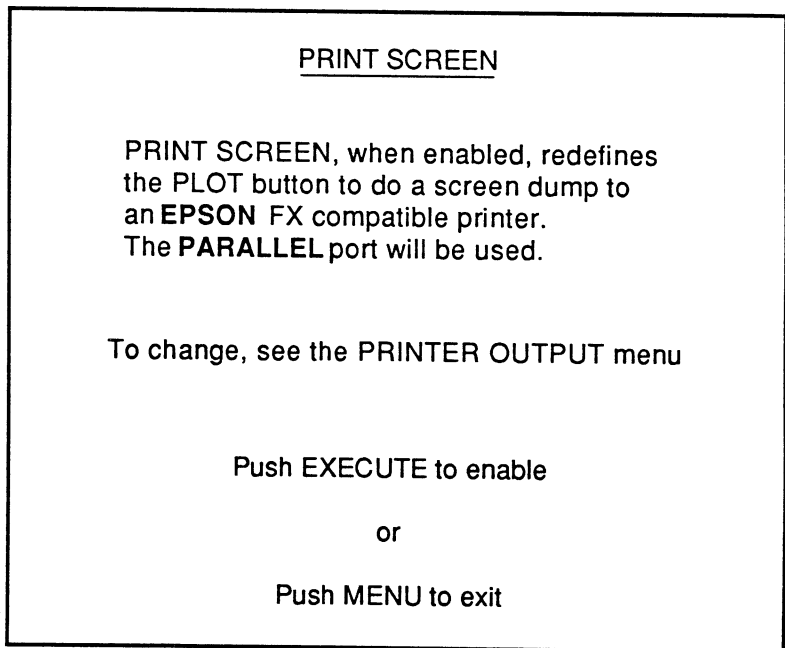 PRINT SCREEN
PRINT SCREEN, when enabled, redefines
the PLOT button to do a screen dump to
an EPSON FX compatible printer.
The PARALLEL port will be used.
To change, see the PRINTER OUTPUT menu
Push EXECUTE to enable
or
Push MENU to exit